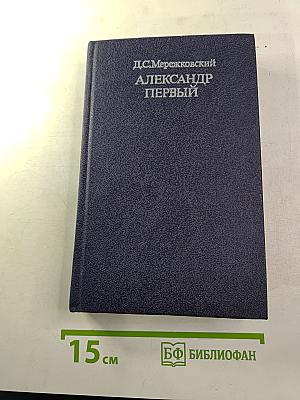 Д.С.Мережковский
АЛЕКСАНДР
ПЕРВЫЙ
15 см
БФ БИБЛИОФАН